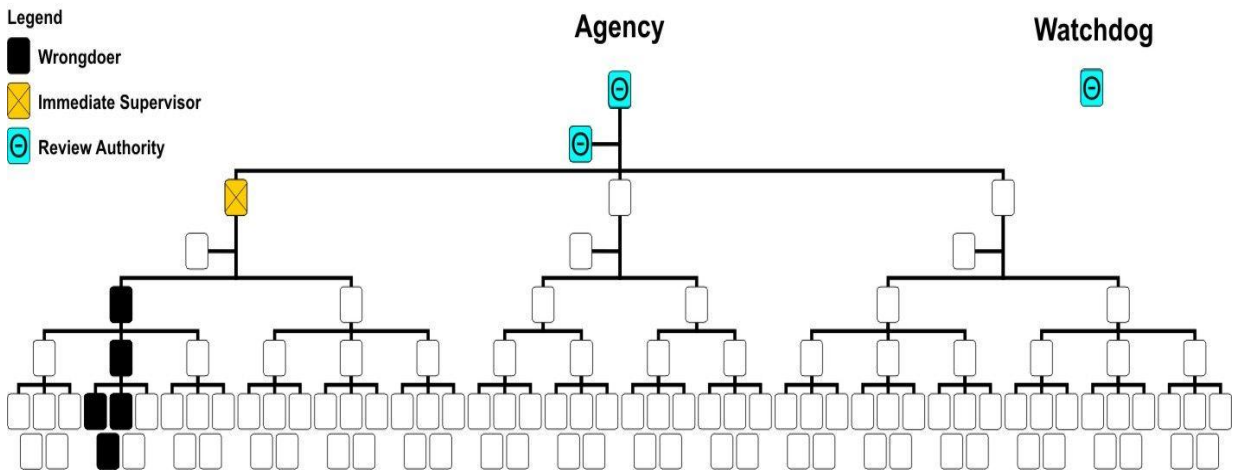 Legend
Wrongdoer
Immediate Supervisor
Review Authority
Agency
Watchdog